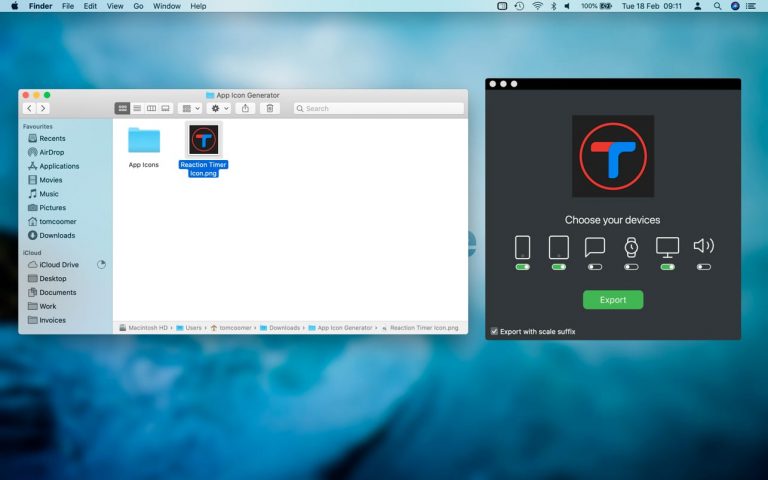 Finder File Edit View Go Window Help
100% Tue 18 Feb 09:11
App Icon Generator
Search
Favourites
Recents
AirDrop
Applications
Movies
Music
Pictures
tomcoomer
Downloads
iCloud
iCloud Drive
Desktop
Documents
Work
Invoices
App Icons
Reaction Timer
Icon.png
Macintosh HD Users tomcoomer Downloads App Icon Generator Reaction Timer Icon.png
T
Choose your devices
Export
Export with scale suffix